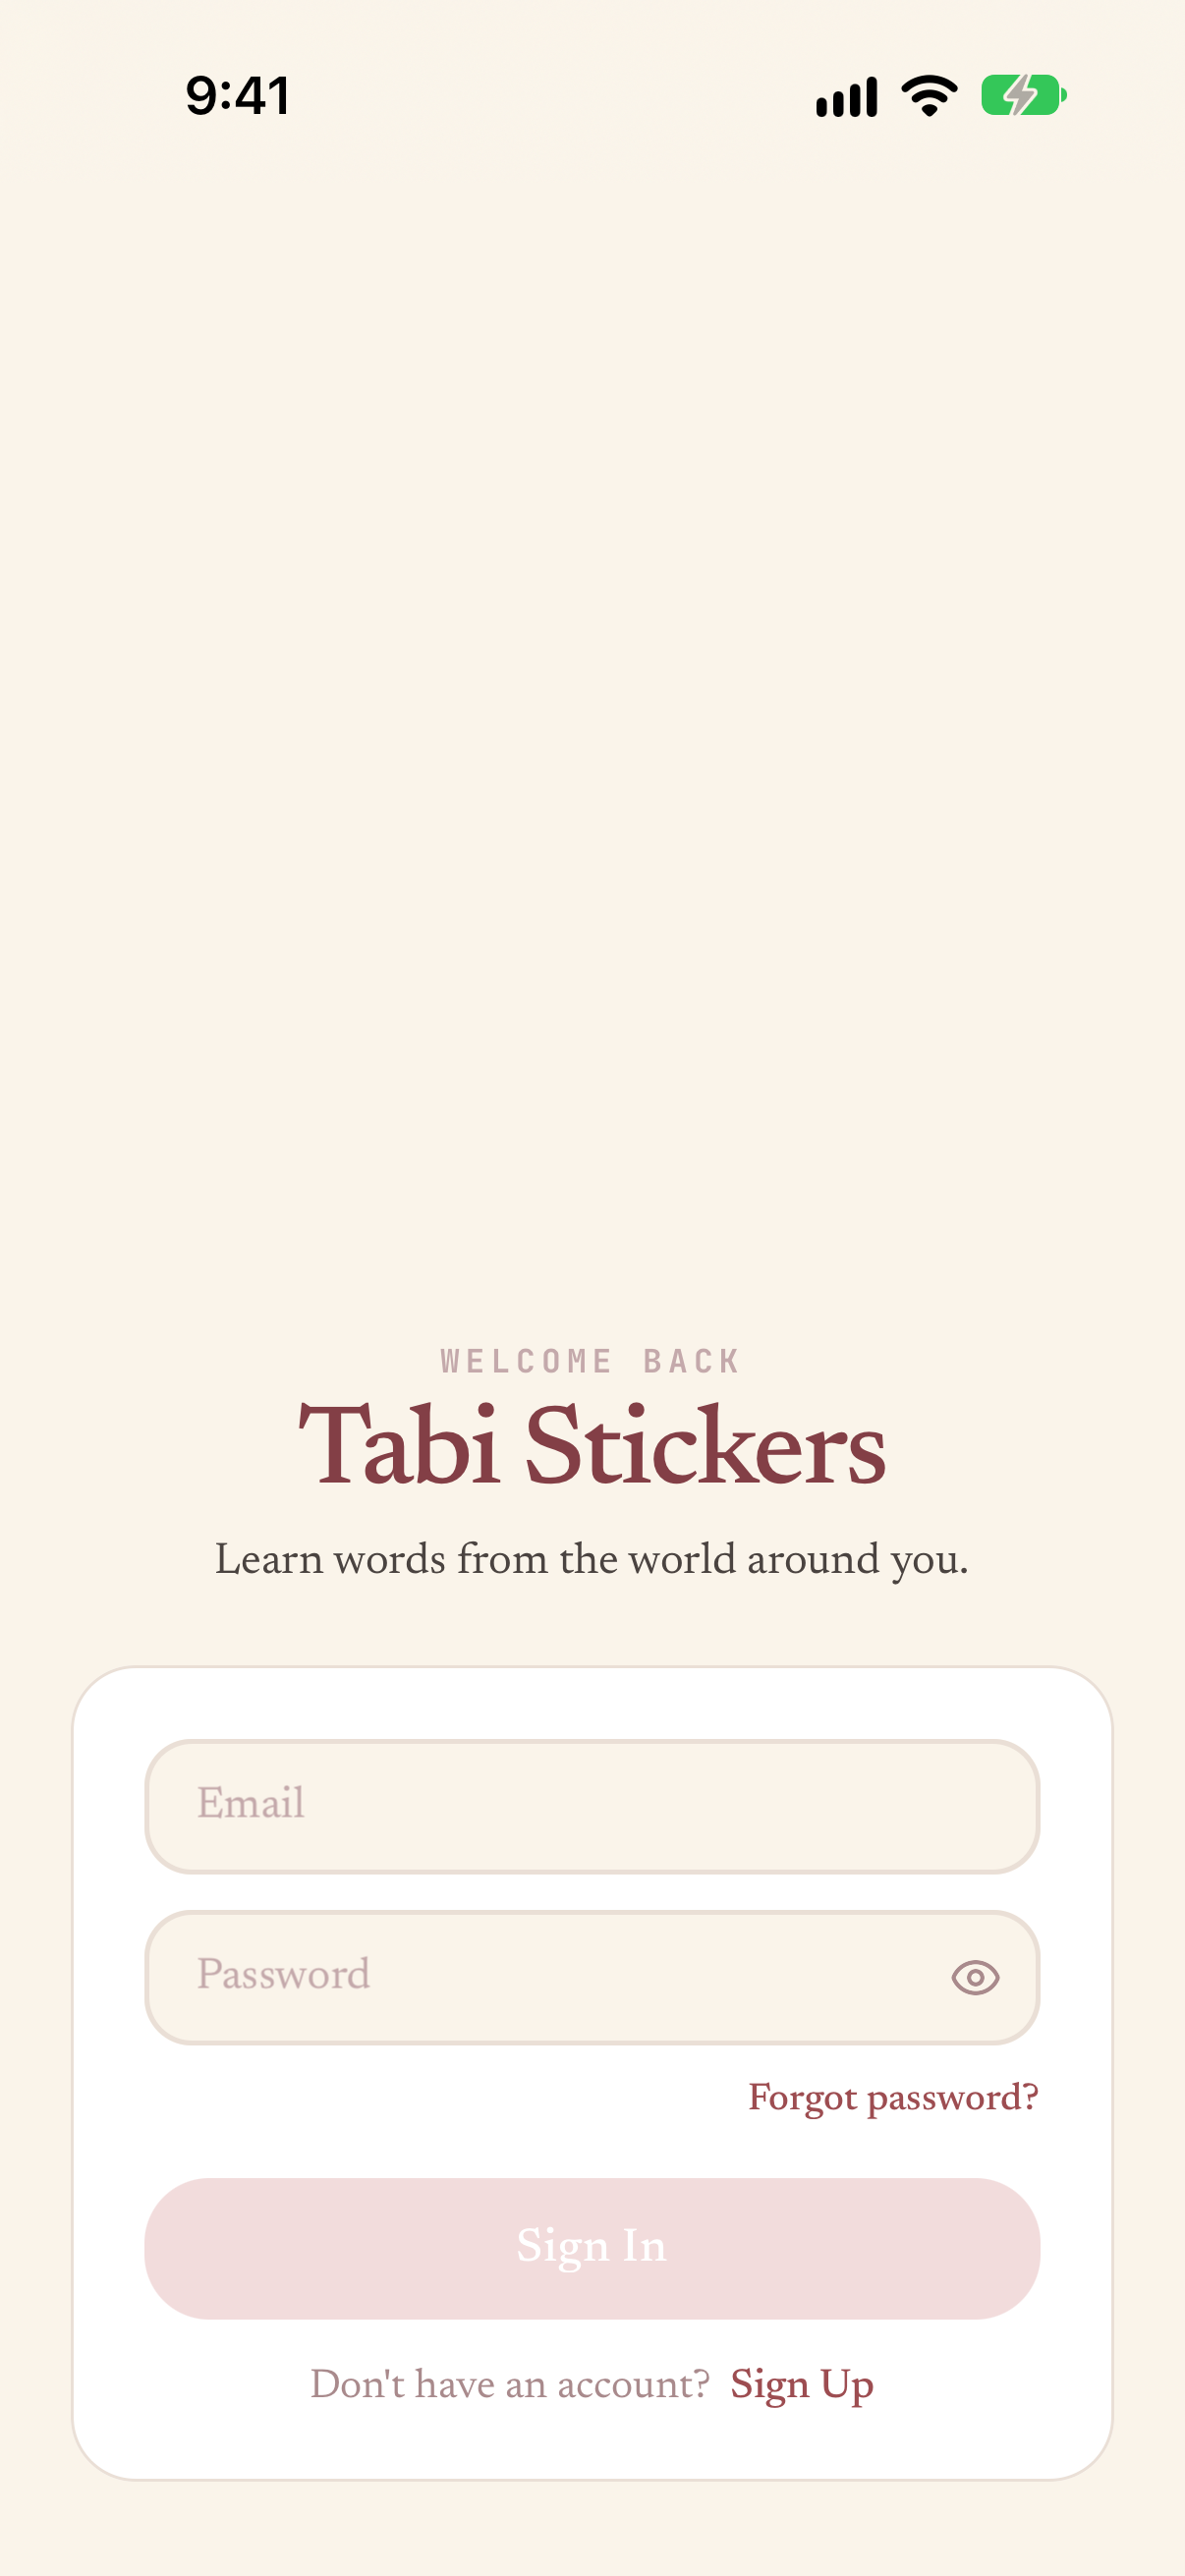 9:41
WELCOME BACK
Tabi Stickers
Learn words from the world around you.
Email
Password
Forgot password?
Sign In
Don't have an account? Sign Up